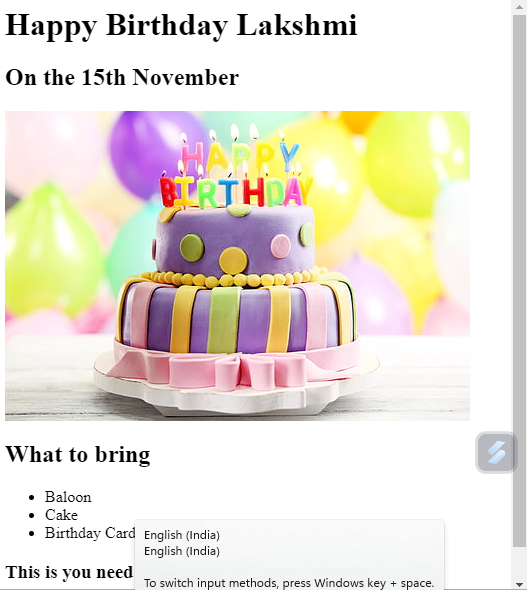 Happy Birthday Lakshmi
On the 15th November
HAPPY
BIRTHDAY
What to bring
Baloon
Cake
Birthday Card
This is you need
English (India)
English (India)
To switch input methods, press Windows key + space.